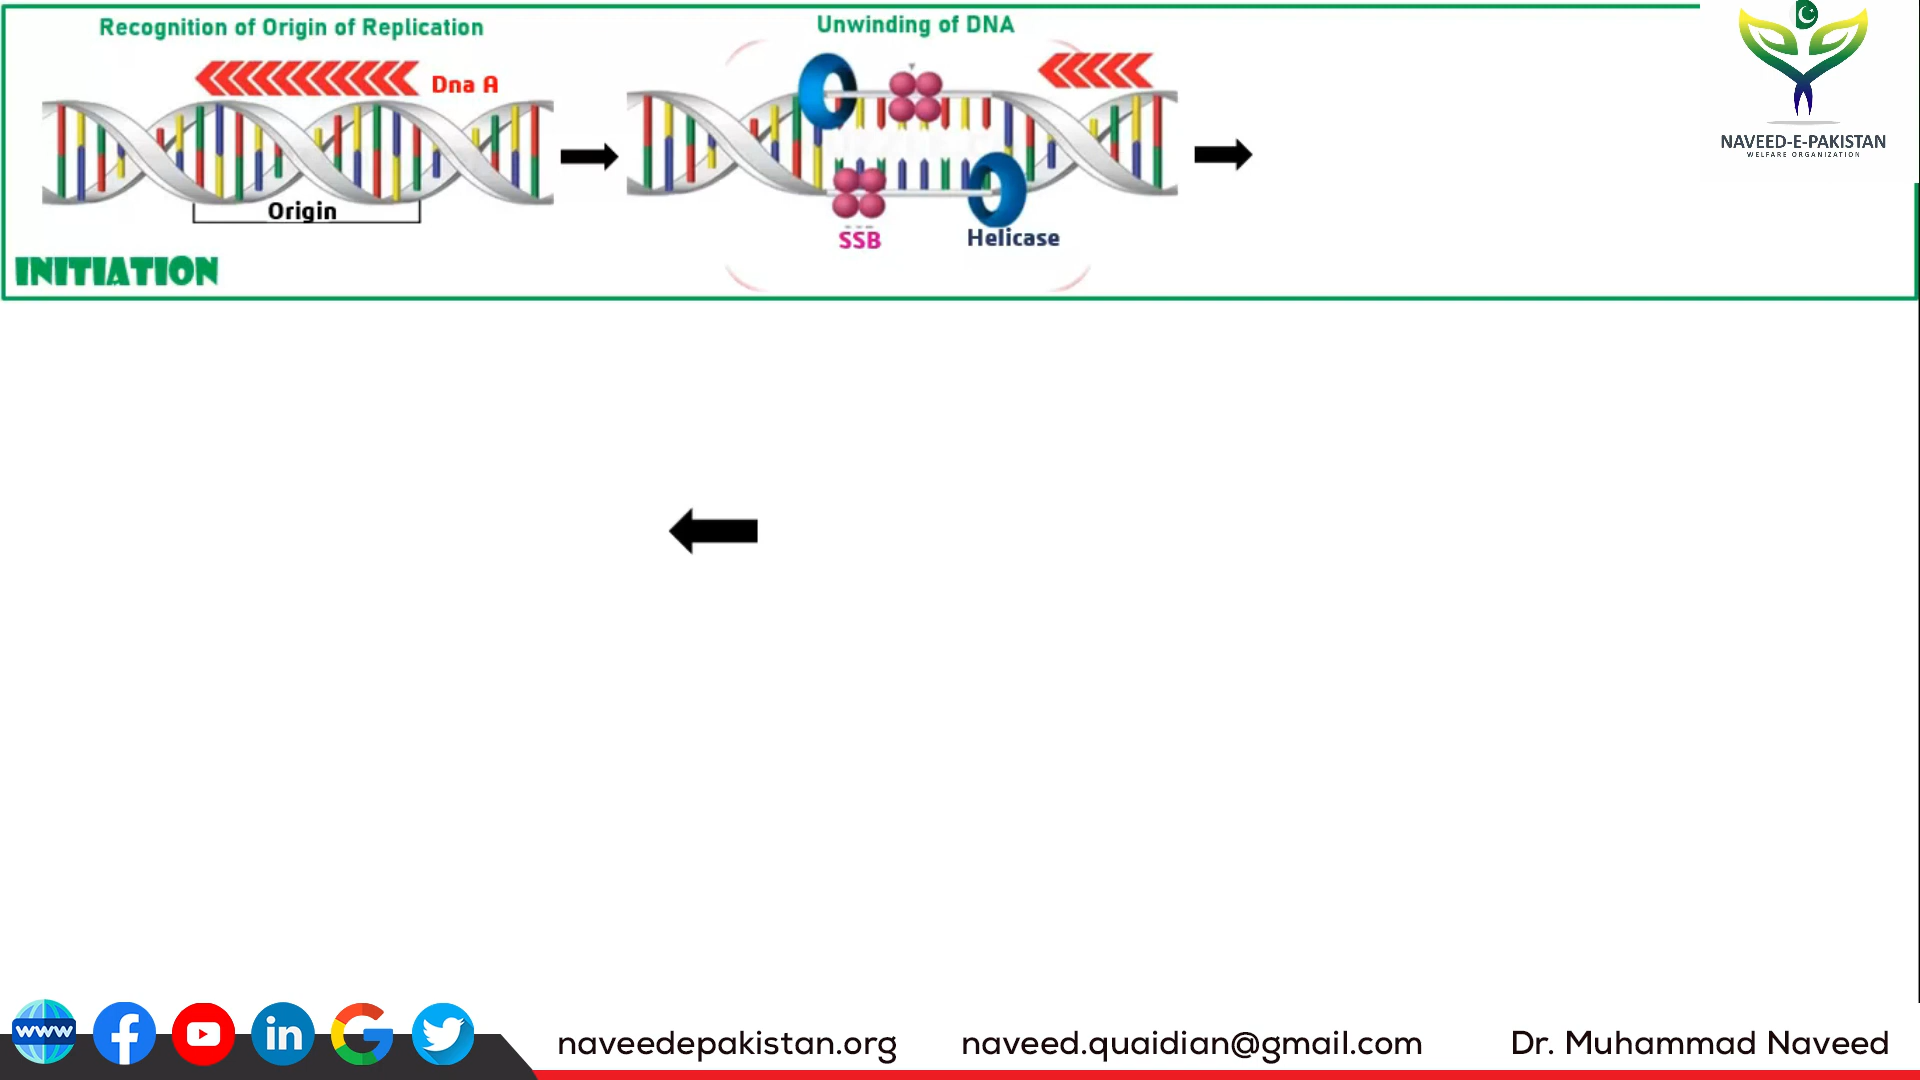 Recognition of Origin of Replication
Dna A
Origin
Unwinding of DNA
SSB
Helicase
INITIATION
NAVEED-E-PAKISTAN
WELFARE ORGANIZATION
www
in
naveedepakistan.org
naveed.quaidian@gmail.com
Dr. Muhammad Naveed